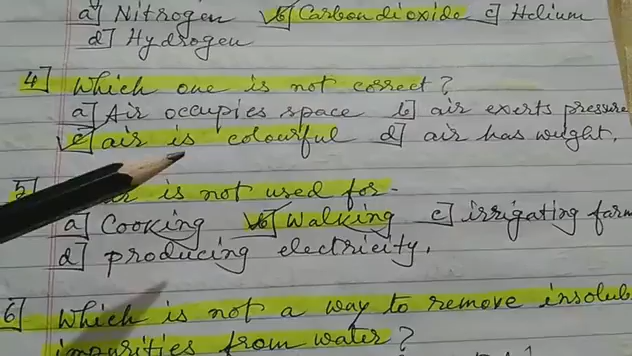 a] Nitrogen b] Carbondioxide c] Helium
d] Hydrogen
4] Which one is not correct?
a] Air occupies space b] air exerts pressure
c] air is colourful d] air has weight.
5] is not used for-
a] Cooking b] Walking c] irrigating farm
d] producing electricity.
6] Which is not a way to remove insolub
impurities from water?